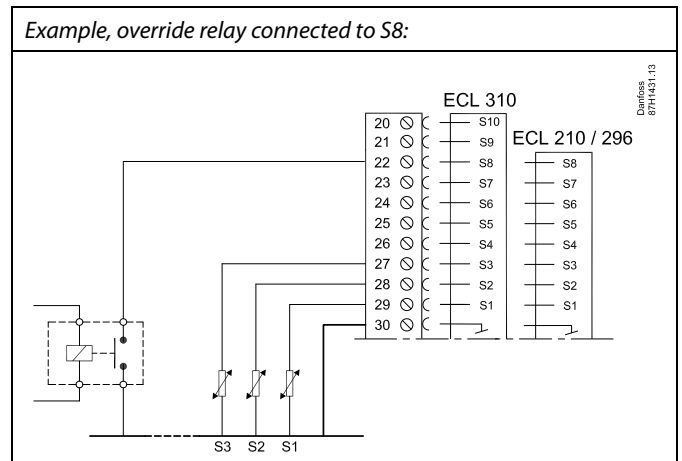 Example, override relay connected to S8:
Danfoss
87H1431.13
ECL 310
ECL 210 / 296
20 S10
21 S9
22 S8 S8
23 S7 S7
24 S6 S6
25 S5 S5
26 S4 S4
27 S3 S3
28 S2 S2
29 S1 S1
30
S3 S2 S1